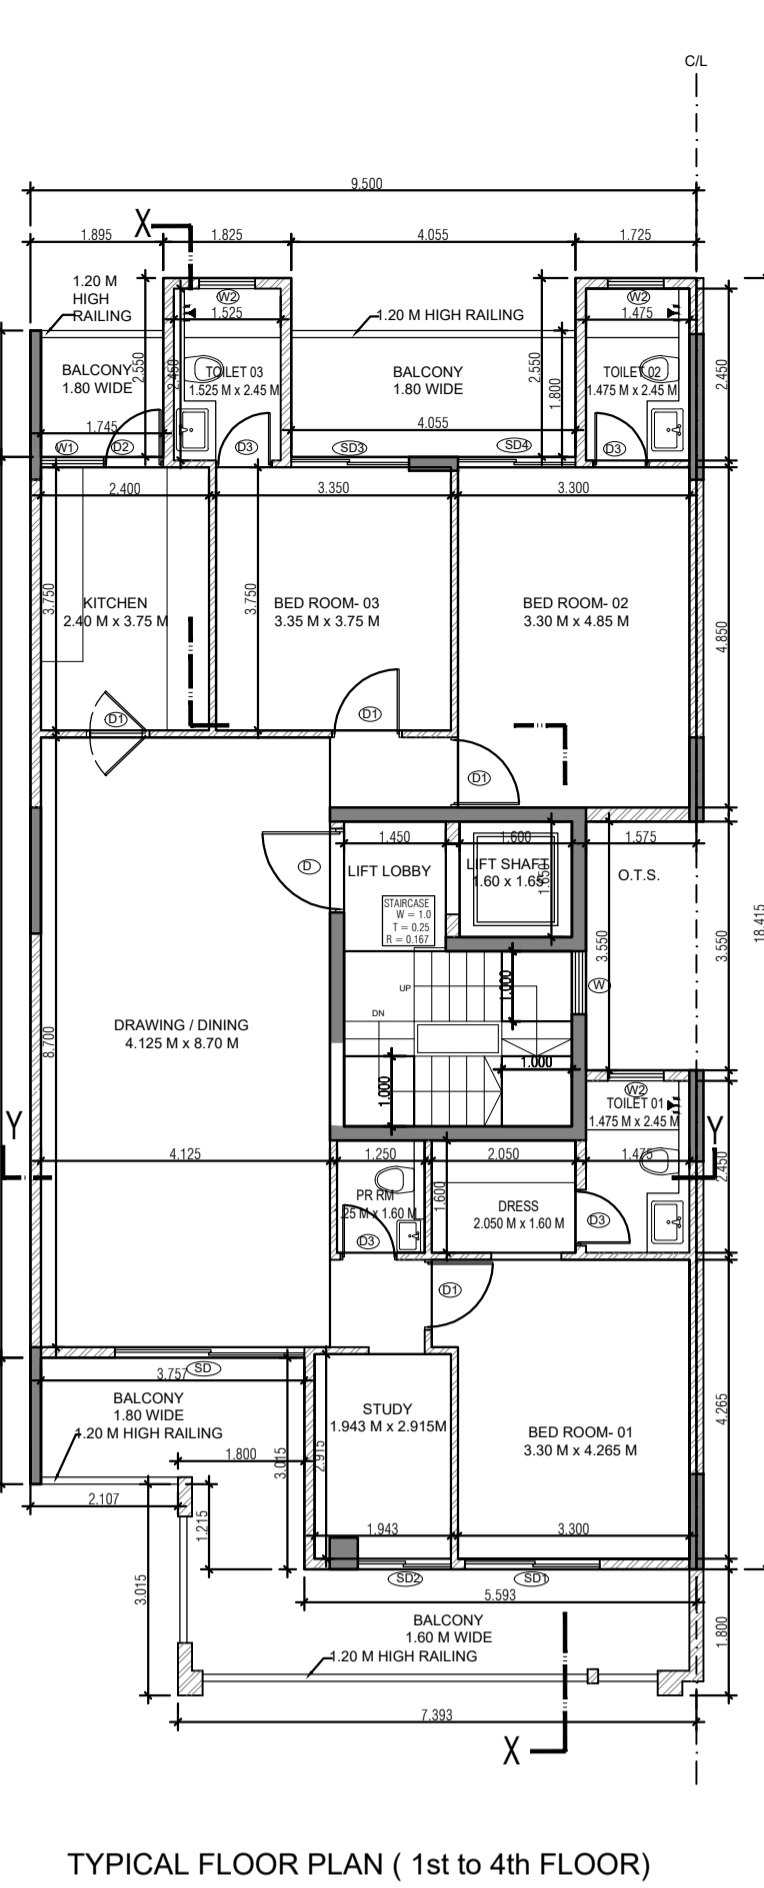 C/L
9.500
X
1.895
1.825
4.055
1.725
1.20 M
HIGH
RAILING
W2
1.525
1.20 M HIGH RAILING
W2
1.475
BALCONY
1.80 WIDE
2.550
2.450
TOILET 03
1.525 M x 2.45 M
BALCONY
1.80 WIDE
2.550
1.800
TOILET 02
1.475 M x 2.45 M
2.450
1.745
4.055
W1
D2
D3
SD3
SD4
D3
2.400
3.350
3.300
3.750
KITCHEN
2.40 M x 3.75 M
3.750
BED ROOM- 03
3.35 M x 3.75 M
BED ROOM- 02
3.30 M x 4.85 M
4.850
D1
D1
D1
1.450
1.600
1.575
D
LIFT LOBBY
LIFT SHAFT
1.60 x 1.65
1.650
O.T.S.
STAIRCASE
W = 1.0
T = 0.25
R = 0.167
18.415
3.550
3.550
UP
1.000
W
DN
8.700
DRAWING / DINING
4.125 M x 8.70 M
1.000
1.000
W2
TOILET 01
1.475 M x 2.45 M
Y
Y
4.125
1.250
2.050
1.475
2.450
PR RM
.25 M x 1.60 M
1.600
DRESS
2.050 M x 1.60 M
D3
D3
D1
SD
3.757
BALCONY
1.80 WIDE
1.20 M HIGH RAILING
STUDY
1.943 M x 2.915M
BED ROOM- 01
3.30 M x 4.265 M
4.265
1.800
3.015
2.915
2.107
1.215
1.943
3.300
SD2
SD1
3.015
5.593
BALCONY
1.60 M WIDE
1.20 M HIGH RAILING
1.800
7.393
X
TYPICAL FLOOR PLAN ( 1st to 4th FLOOR)